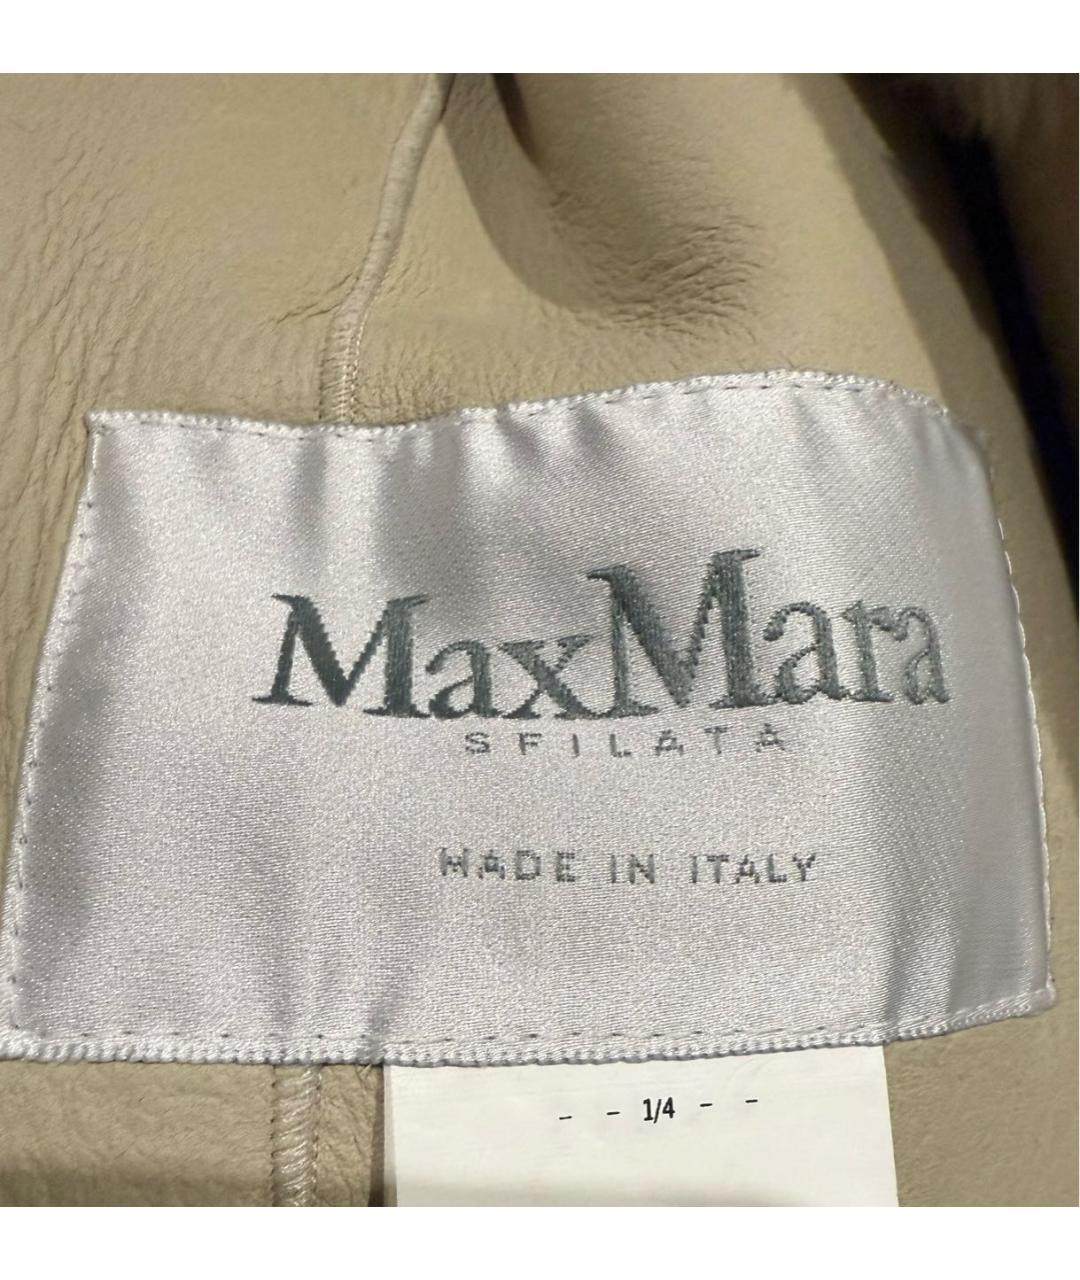 MaxMara
SFILATA
MADE IN ITALY
- - 1/4 - -